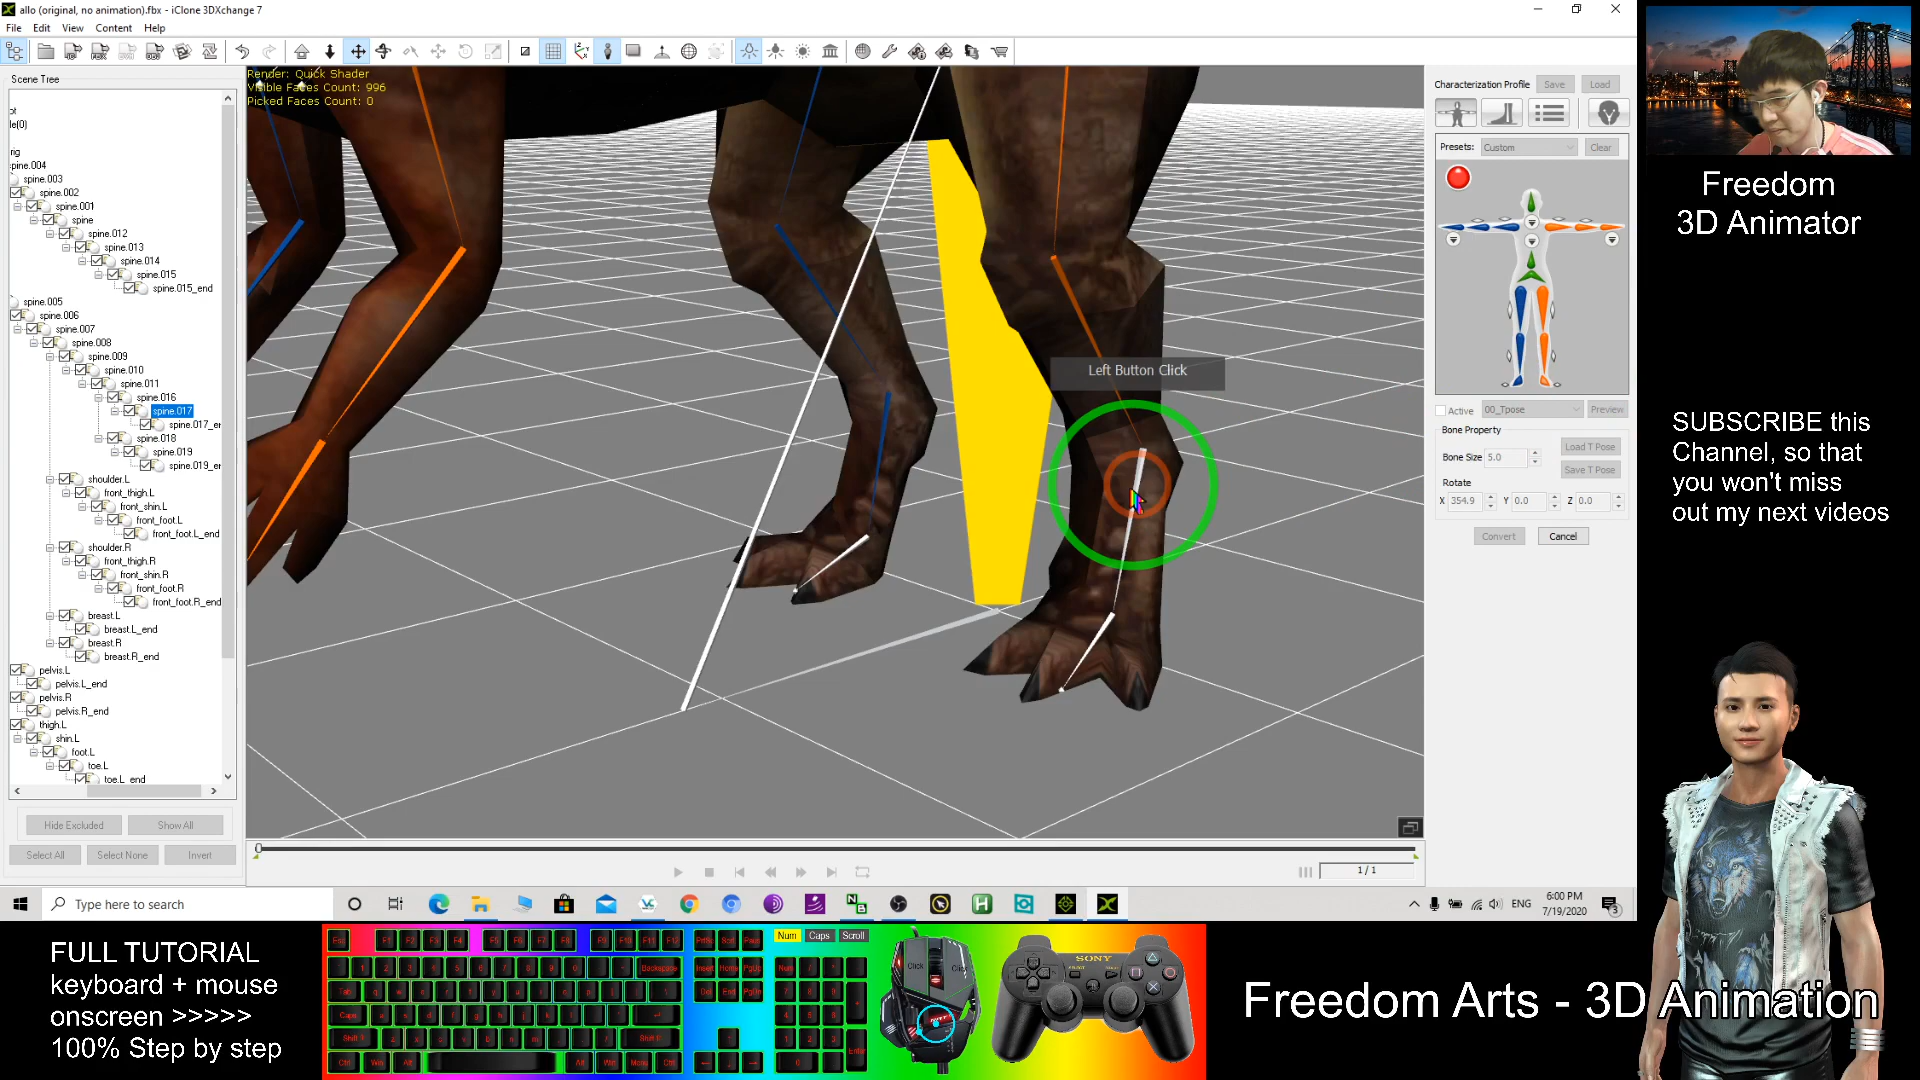 allo (original, no animation).fbx - iClone 3DXchange 7
File Edit View Content Help
Scene Tree
Render: Quick Shader
Visible Faces Count: 996
Picked Faces Count: 0
spine.004
spine.003
spine.002
spine.001
spine
spine.012
spine.013
spine.014
spine.015
spine.015_end
spine.005
spine.006
spine.007
spine.008
spine.009
spine.010
spine.011
spine.016
spine.017
spine.018
spine.019
shoulder.L
front_thigh.L
front_shin.L
front_foot.L
front_foot.L_end
shoulder.R
front_thigh.R
front_shin.R
front_foot.R
front_foot.R_end
breast.L
breast.L_end
breast.R
breast.R_end
pelvis.L
pelvis.L_end
pelvis.R
pelvis.R_end
thigh.L
shin.L
foot.L
toe.L
toe.L_end
Hide Excluded Show All
Select All Select None Invert
Left Button Click
1 / 1
Characterization Profile Save Load
Presets: Custom Clear
Active 00_Tpose Preview
Bone Property
Bone Size 5.0 Load T Pose
Save T Pose
Rotate
X 354.9 Y 0.0 Z 0.0
Convert Cancel
Type here to search
ENG
6:00 PM
7/19/2020
3
Freedom
3D Animator
SUBSCRIBE this
Channel, so that
you won't miss
out my next videos
FULL TUTORIAL
keyboard + mouse
onscreen >>>>>
100% Step by step
Num Caps Scroll
Click
SONY
Freedom Arts - 3D Animation